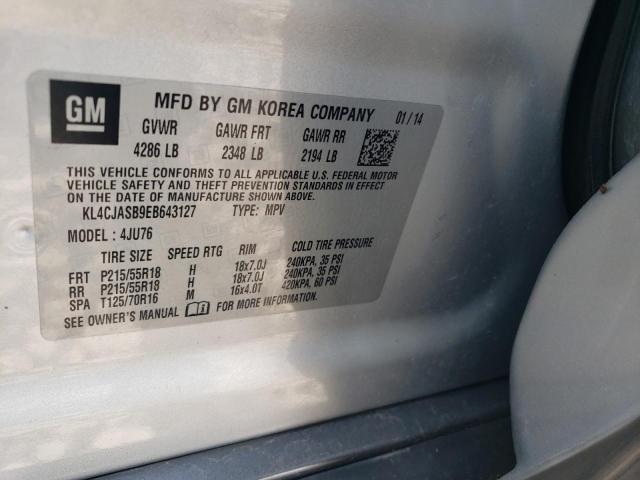 GM
MFD BY GM KOREA COMPANY 01/14
GVWR GAWR FRT GAWR RR
4286 LB 2348 LB 2194 LB
THIS VEHICLE CONFORMS TO ALL APPLICABLE U.S. FEDERAL MOTOR
VEHICLE SAFETY AND THEFT PREVENTION STANDARDS IN EFFECT
ON THE DATE OF MANUFACTURE SHOWN ABOVE.
KL4CJASB9EB643127 TYPE: MPV
MODEL: 4JU76
TIRE SIZE SPEED RTG RIM COLD TIRE PRESSURE
FRT P215/55R18 H 18x7.0J 240KPA, 35 PSI
RR P215/55R18 H 18x7.0J 240KPA, 35 PSI
SPA T125/70R16 M 16x4.0T 420KPA, 60 PSI
SEE OWNER'S MANUAL FOR MORE INFORMATION.